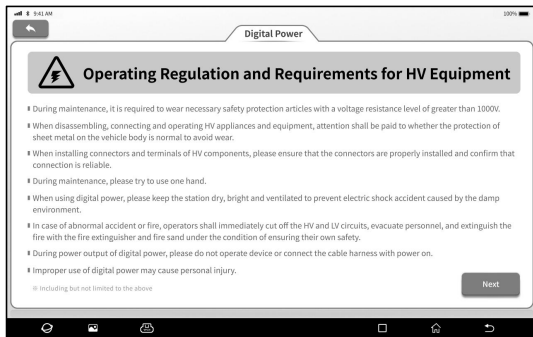 9:41 AM
100%
Digital Power
Operating Regulation and Requirements for HV Equipment
During maintenance, it is required to wear necessary safety protection articles with a voltage resistance level of greater than 1000V.
When disassembling, connecting and operating HV appliances and equipment, attention shall be paid to whether the protection of
sheet metal on the vehicle body is normal to avoid wear.
When installing connectors and terminals of HV components, please ensure that the connectors are properly installed and confirm that
connection is reliable.
During maintenance, please try to use one hand.
When using digital power, please keep the station dry, bright and ventilated to prevent electric shock accident caused by the damp
environment.
In case of abnormal accident or fire, operators shall immediately cut off the HV and LV circuits, evacuate personnel, and extinguish the
fire with the fire extinguisher and fire sand under the condition of ensuring their own safety.
During power output of digital power, please do not operate device or connect the cable harness with power on.
Improper use of digital power may cause personal injury.
※ Including but not limited to the above
Next